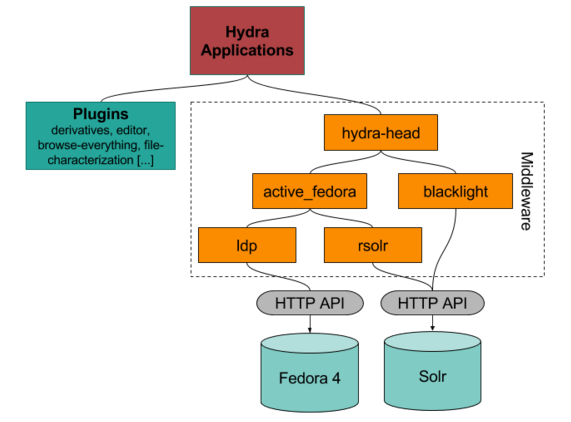 Hydra
Applications
Plugins
derivatives, editor,
browse-everything, file-
characterization [...]
hydra-head
Middleware
active_fedora
blacklight
ldp
rsolr
HTTP API
HTTP API
Fedora 4
Solr